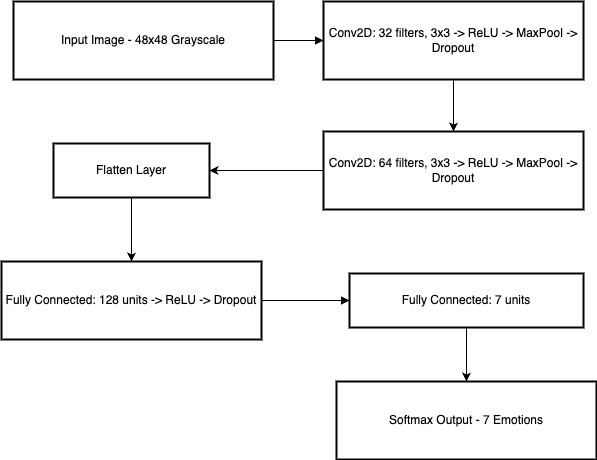 Input Image - 48x48 Grayscale
Conv2D: 32 filters, 3x3 -> ReLU -> MaxPool ->
Dropout
Conv2D: 64 filters, 3x3 -> ReLU -> MaxPool ->
Dropout
Flatten Layer
Fully Connected: 128 units -> ReLU -> Dropout
Fully Connected: 7 units
Softmax Output - 7 Emotions